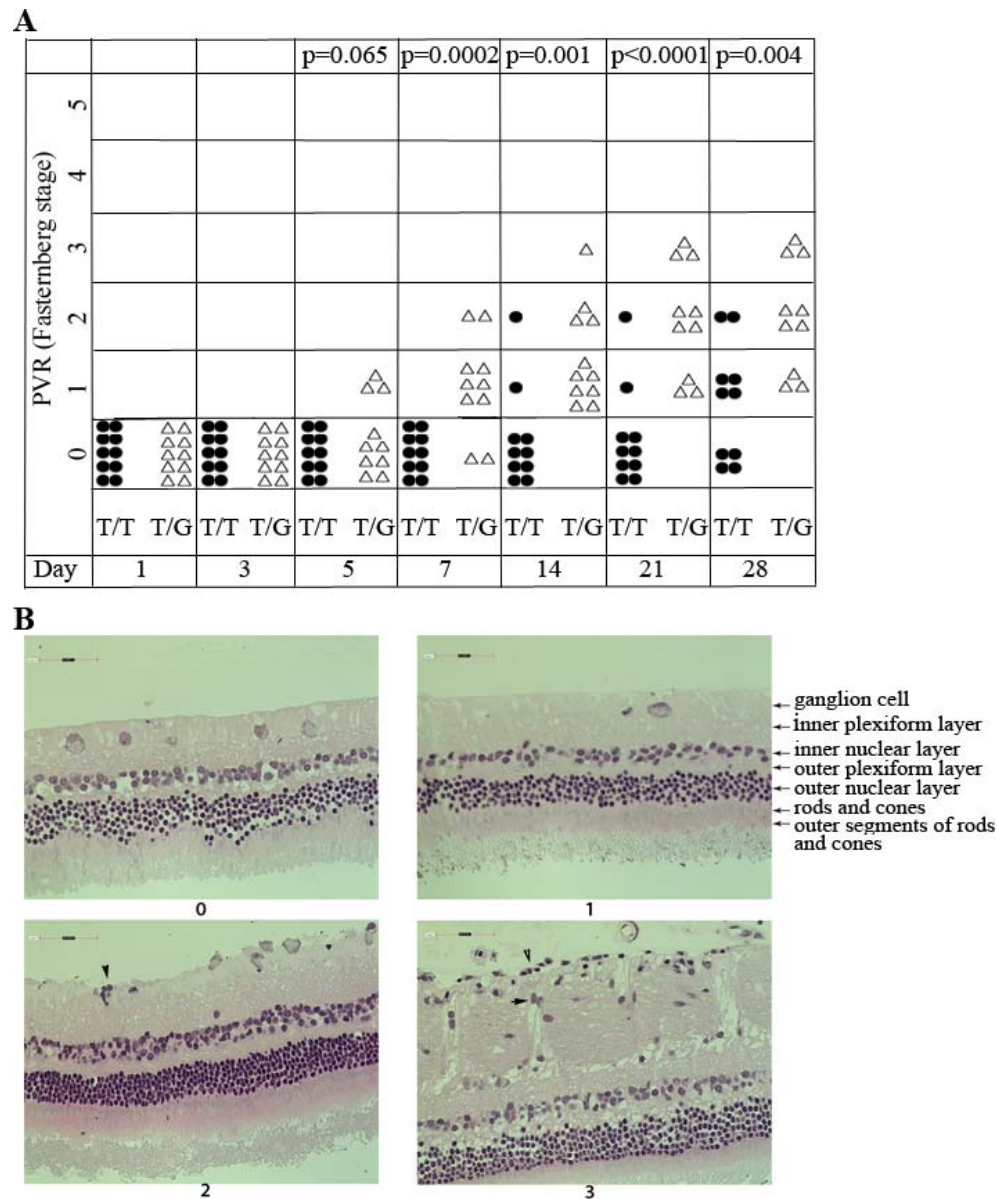 A
p=0.065 p=0.0002 p=0.001 p<0.0001 p=0.004
PVR (Fasternberg stage)
5
4
3
2
1
0
T/T T/G T/T T/G T/T T/G T/T T/G T/T T/G T/T T/G T/T T/G
Day 1 3 5 7 14 21 28
B
ganglion cell
inner plexiform layer
inner nuclear layer
outer plexiform layer
outer nuclear layer
rods and cones
outer segments of rods
and cones
0 1
2 3